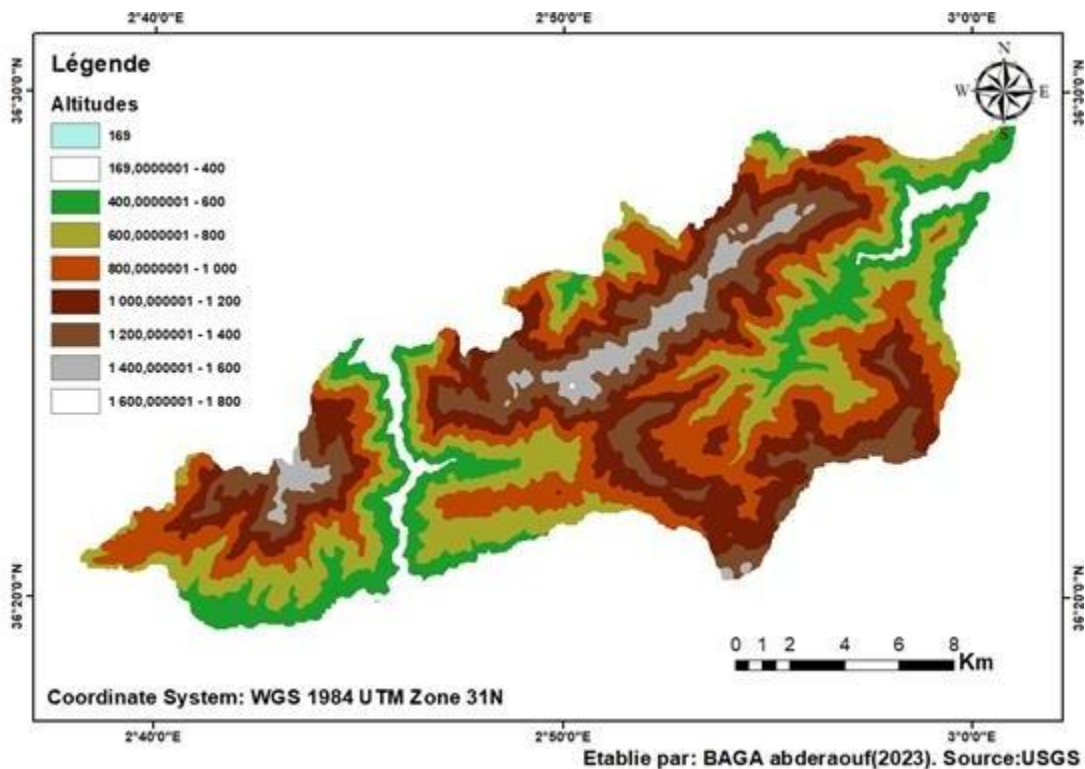 2°40'0"E 2°50'0"E 3°0'0"E
36°30'0"N
36°30'0"N
Légende
N
W E
S
Altitudes
169
169,0000001 - 400
400,0000001 - 600
600,0000001 - 800
800,0000001 - 1 000
1 000,000001 - 1 200
1 200,000001 - 1 400
1 400,000001 - 1 600
1 600,000001 - 1 800
36°20'0"N
36°20'0"N
0 1 2 4 6 8
Km
Coordinate System: WGS 1984 UTM Zone 31N
2°40'0"E 2°50'0"E 3°0'0"E
Etablie par: BAGA abderaouf(2023). Source:USGS